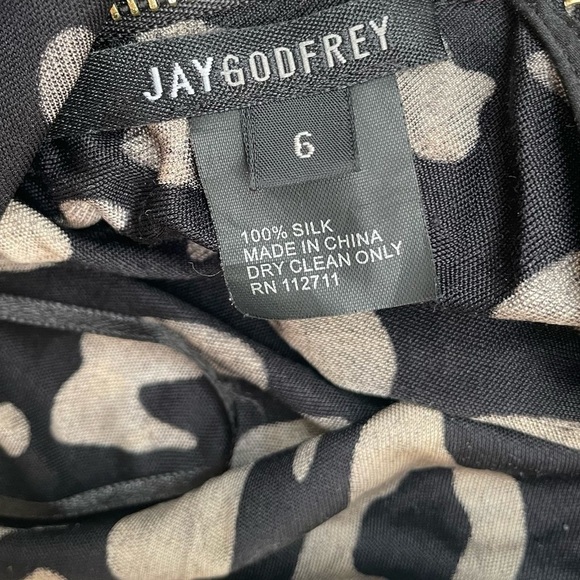 JAYGODFREY
6
100% SILK
MADE IN CHINA
DRY CLEAN ONLY
RN 112711